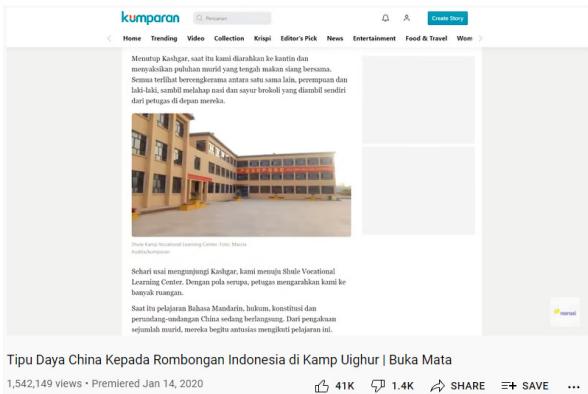 kumparan
Pencarian
Create Story
Home Trending Video Collection Krispi Editor's Pick News Entertainment Food & Travel Wom
Menutup Kashgar, saat itu kami diarahkan ke kantin dan
menyaksikan puluhan murid yang tengah makan siang bersama.
Semua terlihat bercengkerama antara satu sama lain, perempuan dan
laki-laki, sambil melahap nasi dan sayur brokoli yang diambil sendiri
dari petugas di depan mereka.
Shule Kamp Vocational Learning Center. Foto: Marcia
Audita/kumparan
Sehari usai mengunjungi Kashgar, kami menuju Shule Vocational
Learning Center. Dengan pola serupa, petugas mengarahkan kami ke
banyak ruangan.
Saat itu pelajaran Bahasa Mandarin, hukum, konstitusi dan
perundang-undangan China sedang berlangsung. Dari pengakuan
sejumlah murid, mereka begitu antusias mengikuti pelajaran ini.
narasi
Tipu Daya China Kepada Rombongan Indonesia di Kamp Uighur | Buka Mata
1,542,149 views • Premiered Jan 14, 2020
41K 1.4K SHARE SAVE